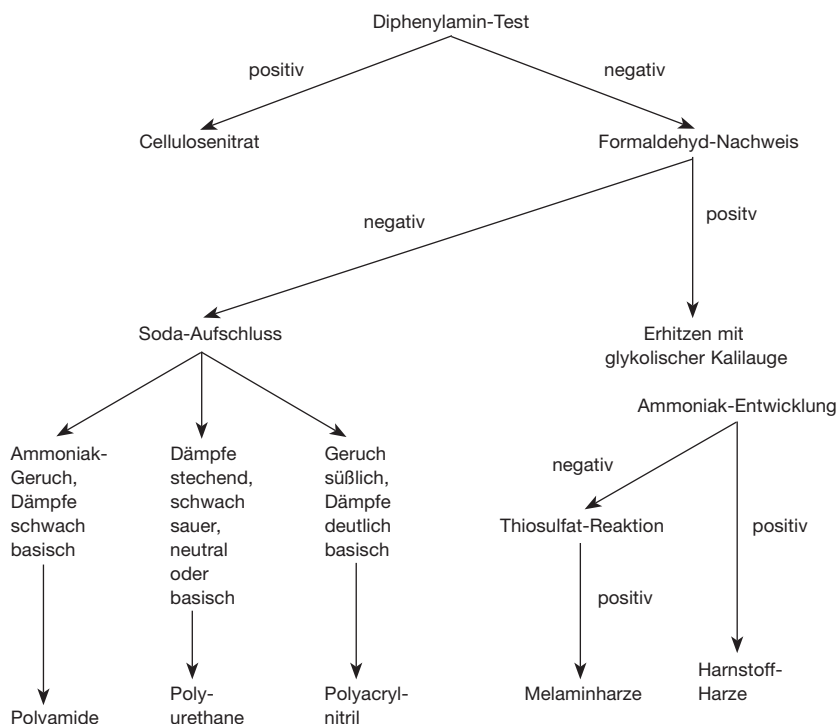 Diphenylamin-Test
positiv
negativ
Cellulosenitrat
Formaldehyd-Nachweis
negativ
positv
Soda-Aufschluss
Erhitzen mit
glykolischer Kalilauge
Ammoniak-Entwicklung
Ammoniak-
Geruch,
Dämpfe
schwach
basisch
Dämpfe
stechend,
schwach
sauer,
neutral
oder
basisch
Geruch
süßlich,
Dämpfe
deutlich
basisch
negativ
Thiosulfat-Reaktion
positiv
positiv
Polyamide
Poly-
urethane
Polyacryl-
nitril
Melaminharze
Harnstoff-
Harze